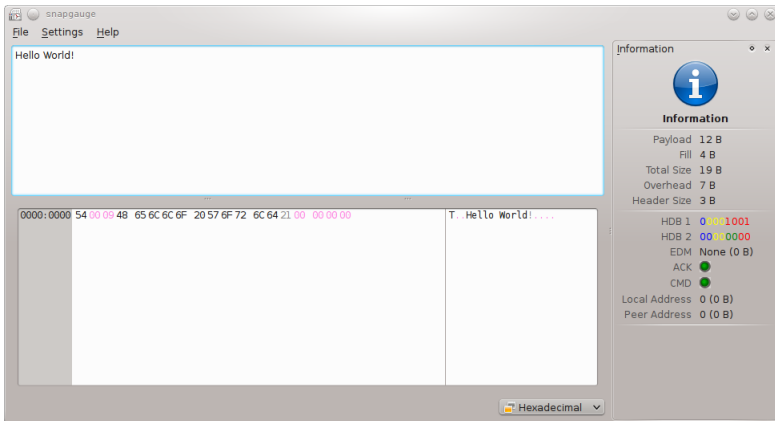 snapgauge
File Settings Help
Hello World!
0000:0000 54 00 09 48 65 6C 6C 6F 20 57 6F 72 6C 64 21 00 00 00 00 T..Hello World!....
Hexadecimal
Information
Information
Payload 12 B
Fill 4 B
Total Size 19 B
Overhead 7 B
Header Size 3 B
HDB 1 00001001
HDB 2 00000000
EDM None (0 B)
ACK
CMD
Local Address 0 (0 B)
Peer Address 0 (0 B)